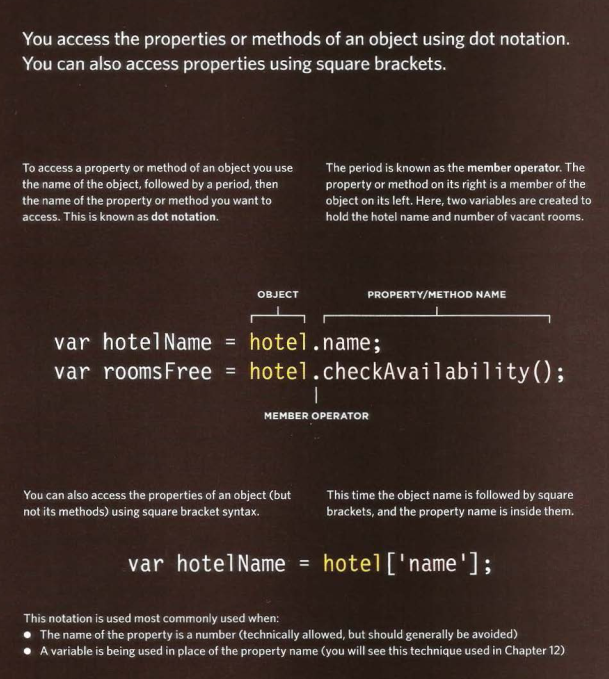 You access the properties or methods of an object using dot notation.
You can also access properties using square brackets.
To access a property or method of an object you use
the name of the object, followed by a period, then
the name of the property or method you want to
access. This is known as dot notation.
The period is known as the member operator. The
property or method on its right is a member of the
object on its left. Here, two variables are created to
hold the hotel name and number of vacant rooms.
OBJECT
PROPERTY/METHOD NAME
var hotelName = hotel.name;
var roomsFree = hotel.checkAvailability();
MEMBER OPERATOR
You can also access the properties of an object (but
not its methods) using square bracket syntax.
This time the object name is followed by square
brackets, and the property name is inside them.
var hotelName = hotel['name'];
This notation is used most commonly used when:
● The name of the property is a number (technically allowed, but should generally be avoided)
● A variable is being used in place of the property name (you will see this technique used in Chapter 12)